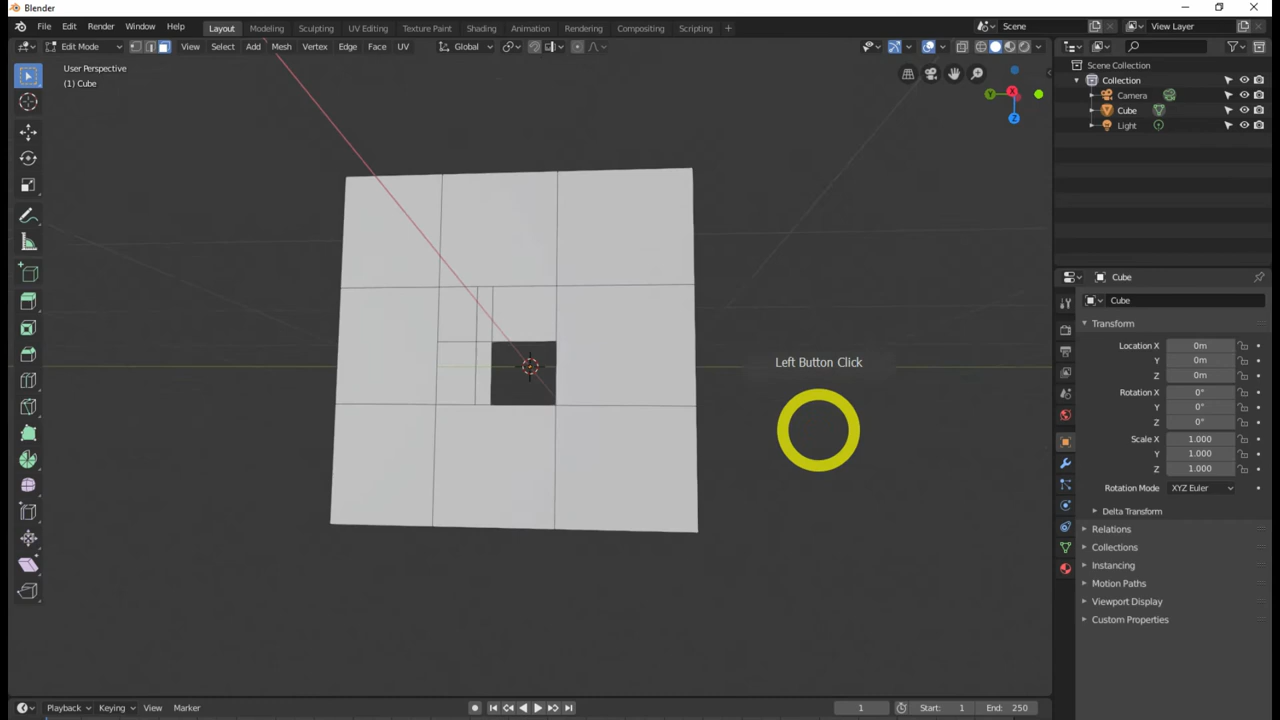 Blender
File Edit Render Window Help Layout Modeling Sculpting UV Editing Texture Paint Shading Animation Rendering Compositing Scripting + Scene View Layer
Edit Mode View Select Add Mesh Vertex Edge Face UV Global
User Perspective
(1) Cube
X
Y
Z
Scene Collection
Collection
Camera
Cube
Light
Left Button Click
Cube
Cube
Transform
Location X 0m
Y 0m
Z 0m
Rotation X 0°
Y 0°
Z 0°
Scale X 1.000
Y 1.000
Z 1.000
Rotation Mode XYZ Euler
Delta Transform
Relations
Collections
Instancing
Motion Paths
Viewport Display
Custom Properties
Playback Keying View Marker 1 Start: 1 End: 250